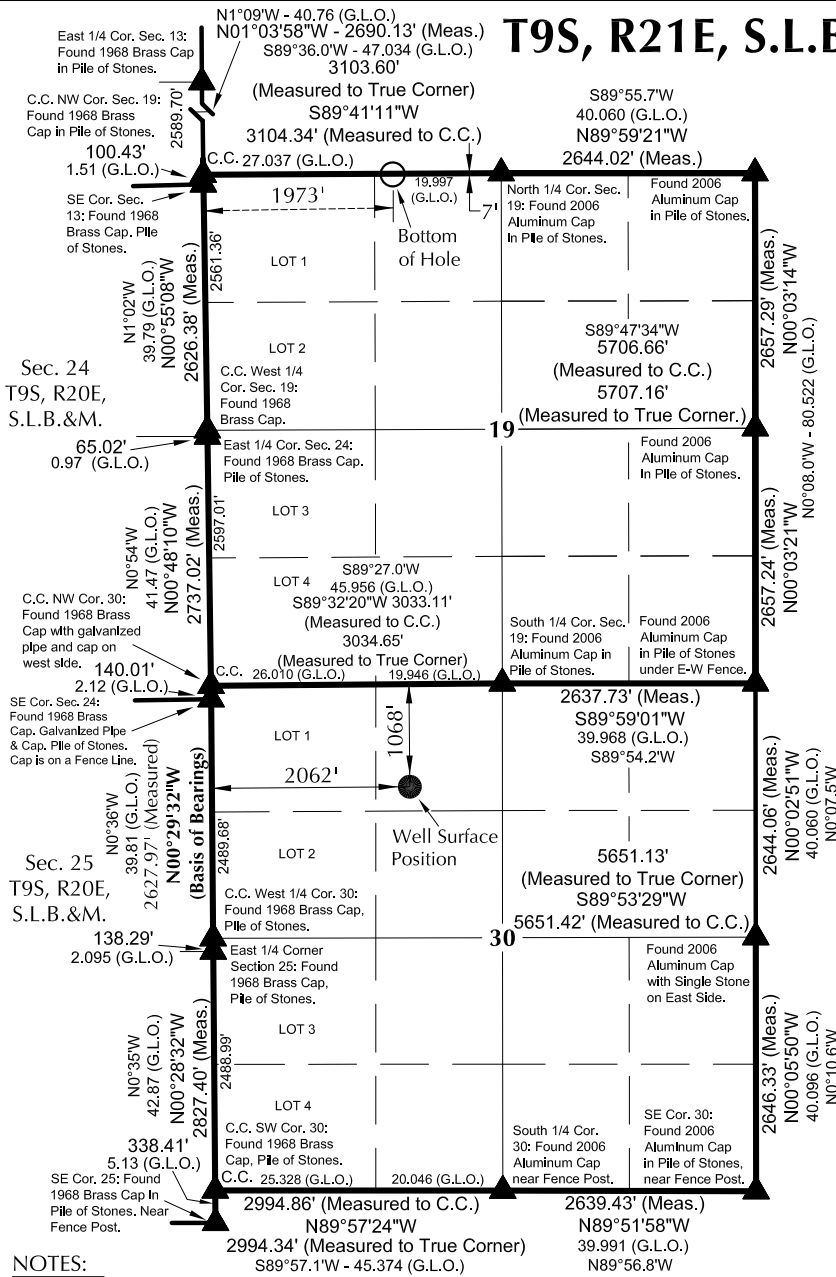 T9S, R21E, S.L.B
N1°09'W - 40.76 (G.L.O.)
N01°03'58"W - 2690.13' (Meas.)
East 1/4 Cor. Sec. 13:
Found 1968 Brass Cap
in Pile of Stones.
S89°36.0'W - 47.034 (G.L.O.)
3103.60'
(Measured to True Corner)
S89°41'11"W
3104.34' (Measured to C.C.)
S89°55.7'W
40.060 (G.L.O.)
N89°59'21"W
2644.02' (Meas.)
C.C. NW Cor. Sec. 19:
Found 1968 Brass
Cap in Pile of Stones.
2589.70'
100.43'
1.51 (G.L.O.)
C.C. 27.037 (G.L.O.)
19.997
(G.L.O.)
7'
1973'
Bottom
of Hole
SE Cor. Sec.
13: Found 1968
Brass Cap. Pile
of Stones.
North 1/4 Cor. Sec.
19: Found 2006
Aluminum Cap
In Pile of Stones.
Found 2006
Aluminum Cap
in Pile of Stones.
N1°02'W
39.79 (G.L.O.)
N00°55'08"W
2626.38' (Meas.)
2561.36'
LOT 1
LOT 2
2657.29' (Meas.)
N00°03'14"W
N0°08.0'W - 80.522 (G.L.O.)
Sec. 24
T9S, R20E,
S.L.B.&M.
C.C. West 1/4
Cor. Sec. 19:
Found 1968
Brass Cap.
S89°47'34"W
5706.66'
(Measured to C.C.)
5707.16'
(Measured to True Corner.)
19
65.02'
0.97 (G.L.O.)
East 1/4 Cor. Sec. 24:
Found 1968 Brass Cap.
Pile of Stones.
Found 2006
Aluminum Cap
In Pile of Stones.
N0°54'W
41.47 (G.L.O.)
N00°48'10"W
2737.02' (Meas.)
2597.01'
LOT 3
LOT 4
S89°27.0'W
45.956 (G.L.O.)
S89°32'20"W 3033.11'
(Measured to C.C.)
3034.65'
(Measured to True Corner)
2657.24' (Meas.)
N00°03'21"W
C.C. NW Cor. 30:
Found 1968 Brass
Cap with galvanized
pipe and cap on
west side.
140.01'
2.12 (G.L.O.)
C.C. 26.010 (G.L.O.)
19.946 (G.L.O.)
South 1/4 Cor. Sec.
19: Found 2006
Aluminum Cap in
Pile of Stones.
Found 2006
Aluminum Cap
in Pile of Stones
under E-W Fence.
SE Cor. Sec. 24:
Found 1968 Brass
Cap. Galvanized Pipe
& Cap. Pile of Stones.
Cap is on a Fence Line.
2637.73' (Meas.)
S89°59'01"W
39.968 (G.L.O.)
S89°54.2'W
LOT 1
1068'
2062'
Well Surface
Position
N0°36'W
39.81 (G.L.O.)
2627.97' (Measured)
N00°29'32"W
(Basis of Bearings)
2489.68'
LOT 2
2644.06' (Meas.)
N00°02'51"W
40.060 (G.L.O.)
N0°07.5'W
Sec. 25
T9S, R20E,
S.L.B.&M.
C.C. West 1/4 Cor. 30:
Found 1968 Brass Cap,
Pile of Stones.
5651.13'
(Measured to True Corner)
S89°53'29"W
5651.42' (Measured to C.C.)
30
138.29'
2.095 (G.L.O.)
East 1/4 Corner
Section 25: Found
1968 Brass Cap,
Pile of Stones.
Found 2006
Aluminum Cap
with Single Stone
on East Side.
N0°35'W
42.87 (G.L.O.)
N00°28'32"W
2827.40' (Meas.)
2488.99'
LOT 3
LOT 4
2646.33' (Meas.)
N00°05'50"W
40.096 (G.L.O.)
N0°10.6'W
C.C. SW Cor. 30:
Found 1968 Brass
Cap, Pile of Stones.
South 1/4 Cor.
30: Found 2006
Aluminum Cap
near Fence Post.
SE Cor. 30:
Found 2006
Aluminum Cap
in Pile of Stones,
near Fence Post.
338.41'
5.13 (G.L.O.)
C.C. 25.328 (G.L.O.)
20.046 (G.L.O.)
SE Cor. 25: Found
1968 Brass Cap In
Pile of Stones. Near
Fence Post.
2994.86' (Measured to C.C.)
N89°57'24"W
2994.34' (Measured to True Corner)
S89°57.1'W - 45.374 (G.L.O.)
2639.43' (Meas.)
N89°51'58"W
39.991 (G.L.O.)
N89°56.8'W
NOTES: